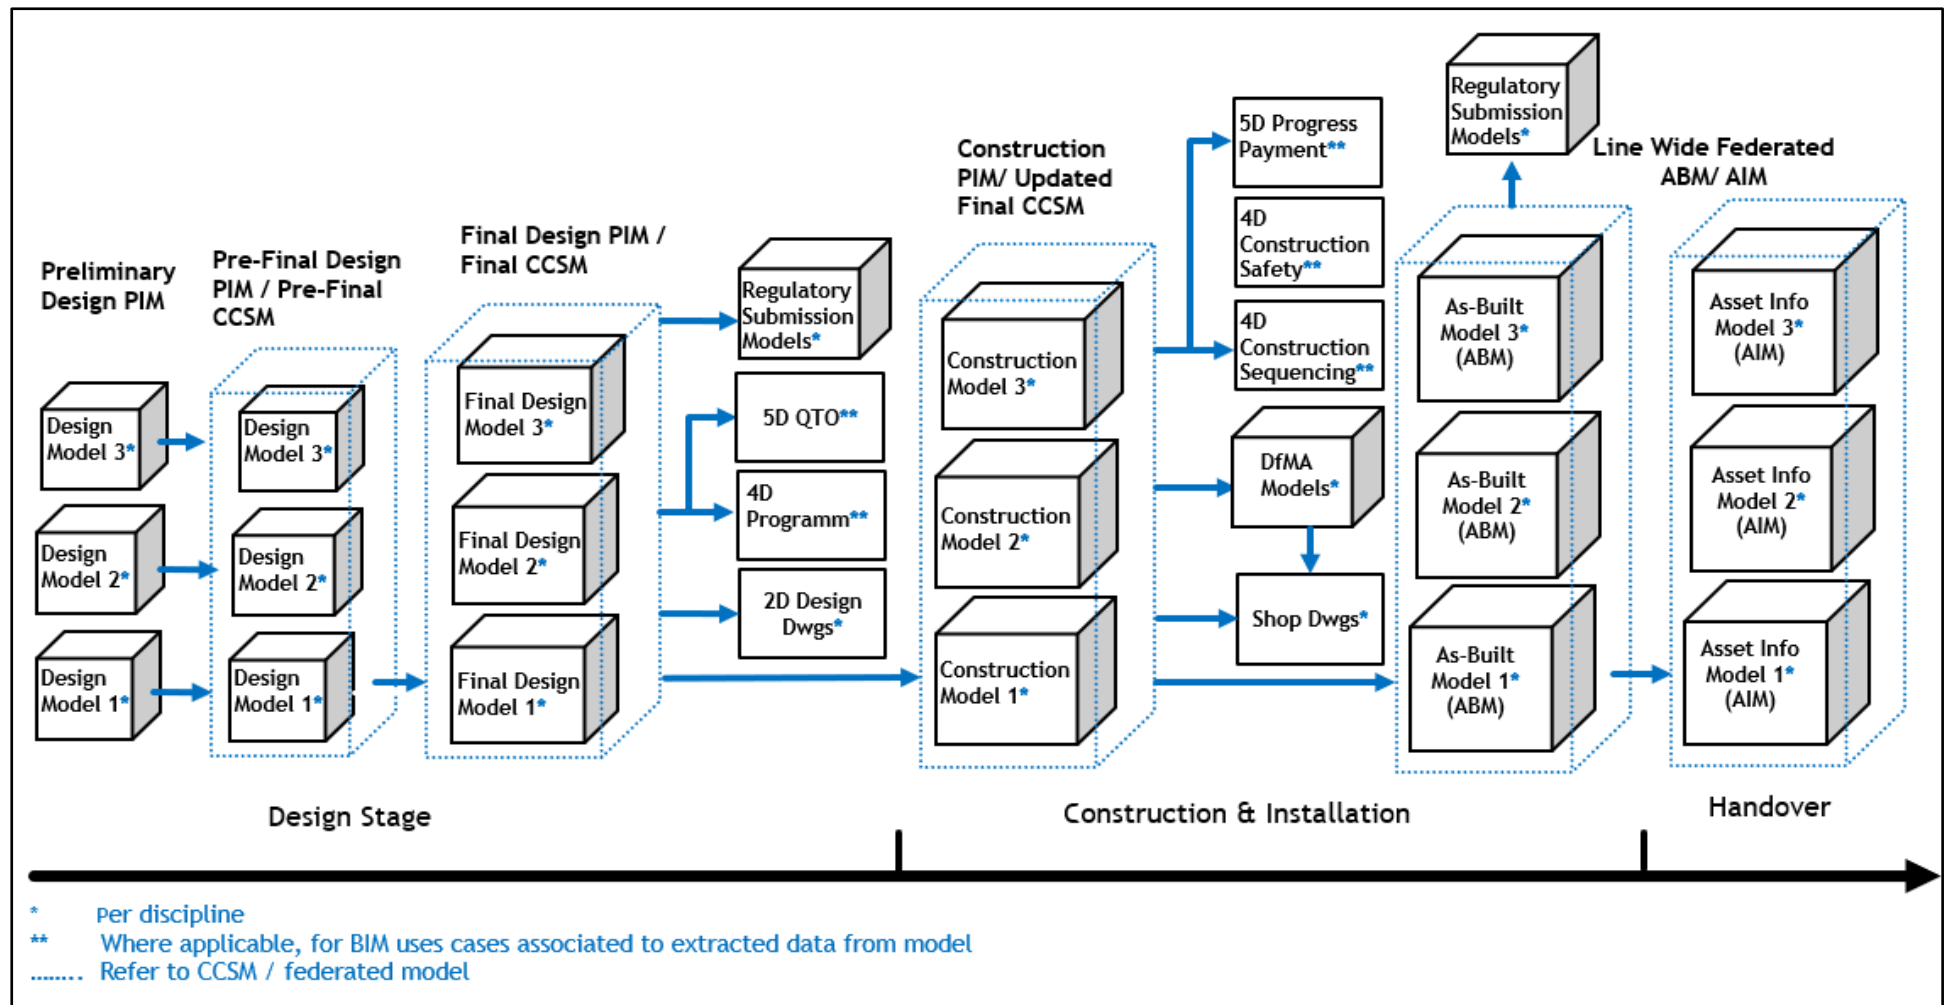 Preliminary
Design PIM
Design
Model 3*
Design
Model 2*
Design
Model 1*
Pre-Final Design
PIM / Pre-Final
CCSM
Design
Model 3*
Design
Model 2*
Design
Model 1*
Final Design PIM /
Final CCSM
Final Design
Model 3*
Final Design
Model 2*
Final Design
Model 1*
Regulatory
Submission
Models*
5D QTO**
4D
Programm**
2D Design
Dwgs*
Construction
PIM/ Updated
Final CCSM
Construction
Model 3*
Construction
Model 2*
Construction
Model 1*
5D Progress
Payment**
4D
Construction
Safety**
4D
Construction
Sequencing**
DfMA
Models*
Shop Dwgs*
Regulatory
Submission
Models*
Line Wide Federated
ABM/ AIM
As-Built
Model 3*
(ABM)
As-Built
Model 2*
(ABM)
As-Built
Model 1*
(ABM)
Asset Info
Model 3*
(AIM)
Asset Info
Model 2*
(AIM)
Asset Info
Model 1*
(AIM)
Design Stage
Construction & Installation
Handover
* Per discipline
** Where applicable, for BIM uses cases associated to extracted data from model
........ Refer to CCSM / federated model